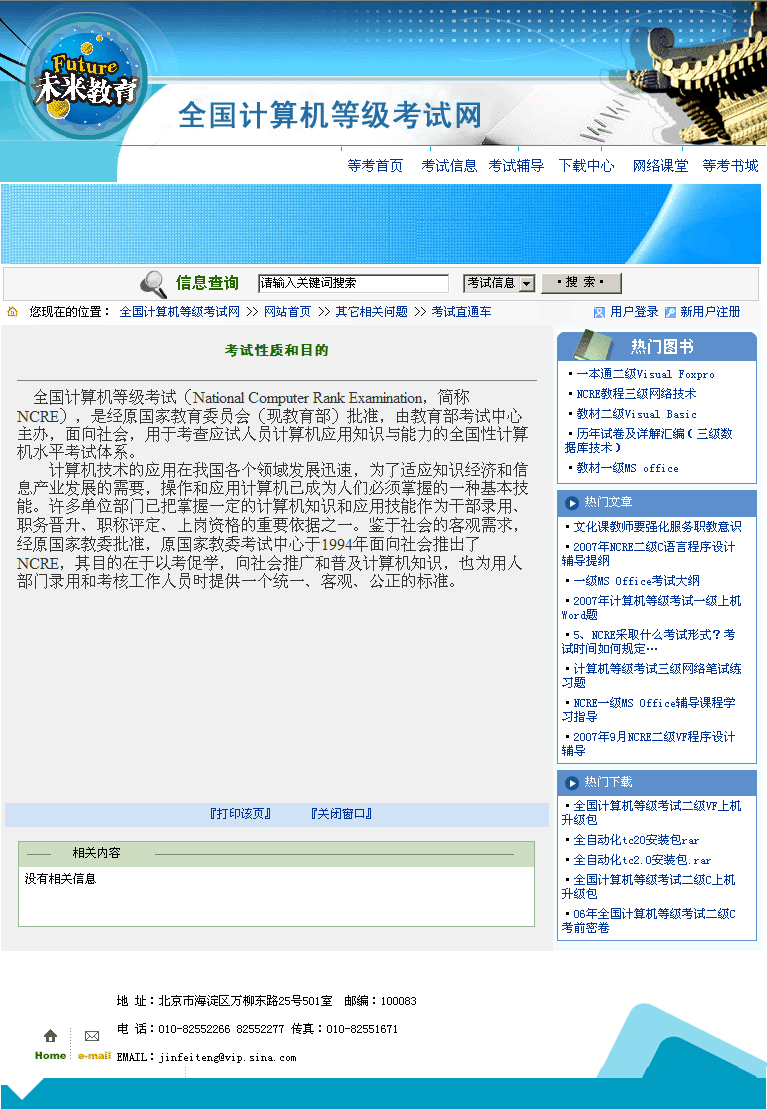 Future
未来教育
全国计算机等级考试网
等考首页 考试信息 考试辅导 下载中心 网络课堂 等考书城
信息查询 请输入关键词搜索 考试信息 ·搜 索·
您现在的位置： 全国计算机等级考试网 >> 网站首页 >> 其它相关问题 >> 考试直通车
用户登录 新用户注册
考试性质和目的
全国计算机等级考试（National Computer Rank Examination，简称
NCRE），是经原国家教育委员会（现教育部）批准，由教育部考试中心
主办，面向社会，用于考查应试人员计算机应用知识与能力的全国性计算
机水平考试体系。
计算机技术的应用在我国各个领域发展迅速，为了适应知识经济和信
息产业发展的需要，操作和应用计算机已成为人们必须掌握的一种基本技
能。许多单位部门已把掌握一定的计算机知识和应用技能作为干部录用、
职务晋升、职称评定、上岗资格的重要依据之一。鉴于社会的客观需求，
经原国家教委批准，原国家教委考试中心于1994年面向社会推出了
NCRE，其目的在于以考促学，向社会推广和普及计算机知识，也为用人
部门录用和考核工作人员时提供一个统一、客观、公正的标准。
『打印该页』 『关闭窗口』
相关内容
没有相关信息
热门图书
·一本通二级Visual Foxpro
·NCRE教程三级网络技术
·教材二级Visual Basic
·历年试卷及详解汇编（三级数
据库技术）
·教材一级MS office
热门文章
·文化课教师要强化服务职教意识
·2007年NCRE二级C语言程序设计
辅导提纲
·一级MS Office考试大纲
·2007年计算机等级考试一级上机
Word题
·5、NCRE采取什么考试形式？考
试时间如何规定…
·计算机等级考试三级网络笔试练
习题
·NCRE一级MS Office辅导课程学
习指导
·2007年9月NCRE二级VF程序设计
辅导
热门下载
·全国计算机等级考试二级VF上机
升级包
·全自动化tc20安装包rar
·全自动化tc2.0安装包.rar
·全国计算机等级考试二级C上机
升级包
·06年全国计算机等级考试二级C
考前密卷
地 址：北京市海淀区万柳东路25号501室 邮编：100083
电 话：010-82552266 82552277 传真：010-82551671
Home e-mail EMAIL：jinfeiteng@vip.sina.com